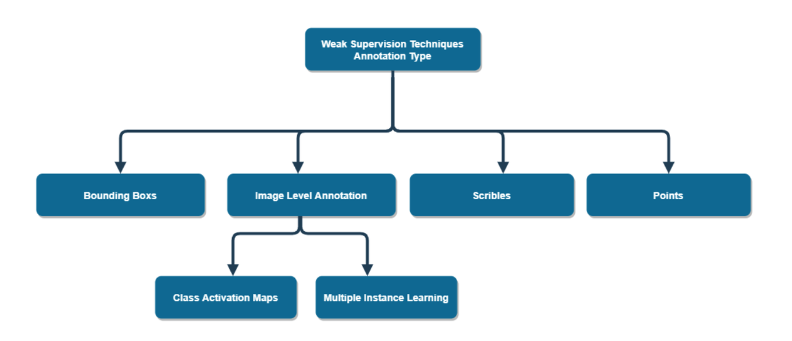 Weak Supervision Techniques
Annotation Type
Bounding Boxs
Image Level Annotation
Scribles
Points
Class Activation Maps
Multiple Instance Learning